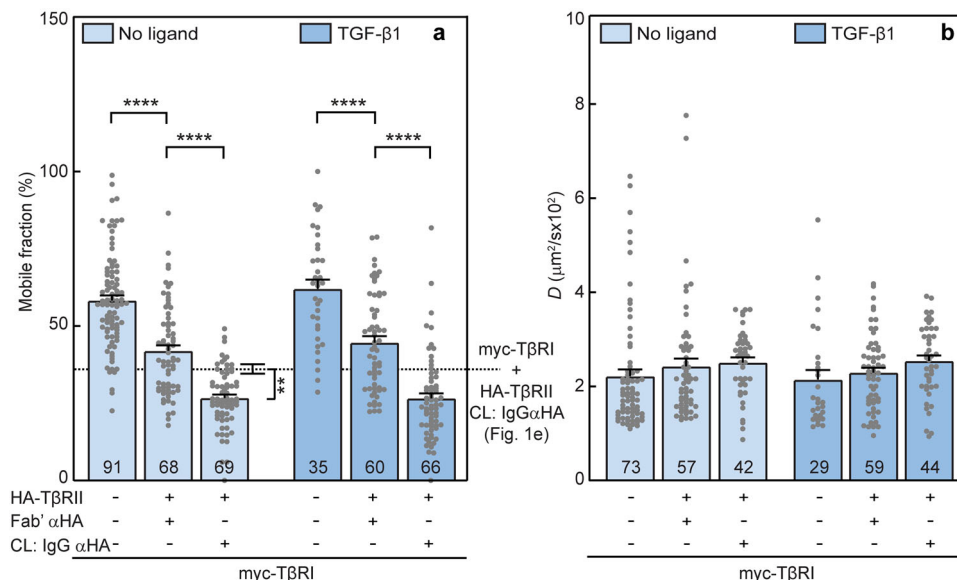 150
No ligand
TGF-β1
a
****
****
****
****
100
Mobile fraction (%)
50
**
0
91
68
69
35
60
66
myc-TβRI
+
HA-TβRII
CL: IgGαHA
(Fig. 1e)
HA-TβRII - + + - + +
Fab' αHA - + - - + -
CL: IgG αHA - - + - - +
myc-TβRI
10
No ligand
TGF-β1
b
8
6
D (μm²/sx10²)
4
2
0
73
57
42
29
59
44
- + + - + +
- + - - + -
- - + - - +
myc-TβRI